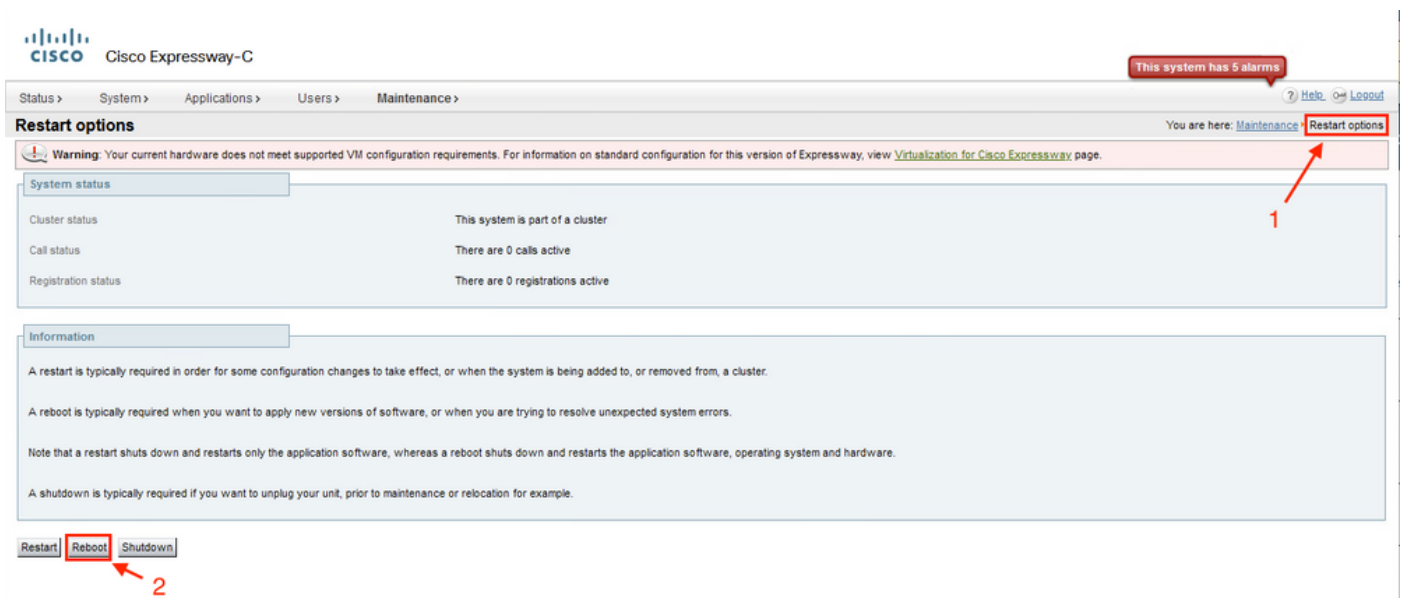 CISCO Cisco Expressway-C
This system has 5 alarms
Status > System > Applications > Users > Maintenance > ? Help Logout
Restart options You are here: Maintenance Restart options
Warning: Your current hardware does not meet supported VM configuration requirements. For information on standard configuration for this version of Expressway, view Virtualization for Cisco Expressway page.
1
System status
Cluster status This system is part of a cluster
Call status There are 0 calls active
Registration status There are 0 registrations active
Information
A restart is typically required in order for some configuration changes to take effect, or when the system is being added to, or removed from, a cluster.
A reboot is typically required when you want to apply new versions of software, or when you are trying to resolve unexpected system errors.
Note that a restart shuts down and restarts only the application software, whereas a reboot shuts down and restarts the application software, operating system and hardware.
A shutdown is typically required if you want to unplug your unit, prior to maintenance or relocation for example.
Restart Reboot Shutdown
2